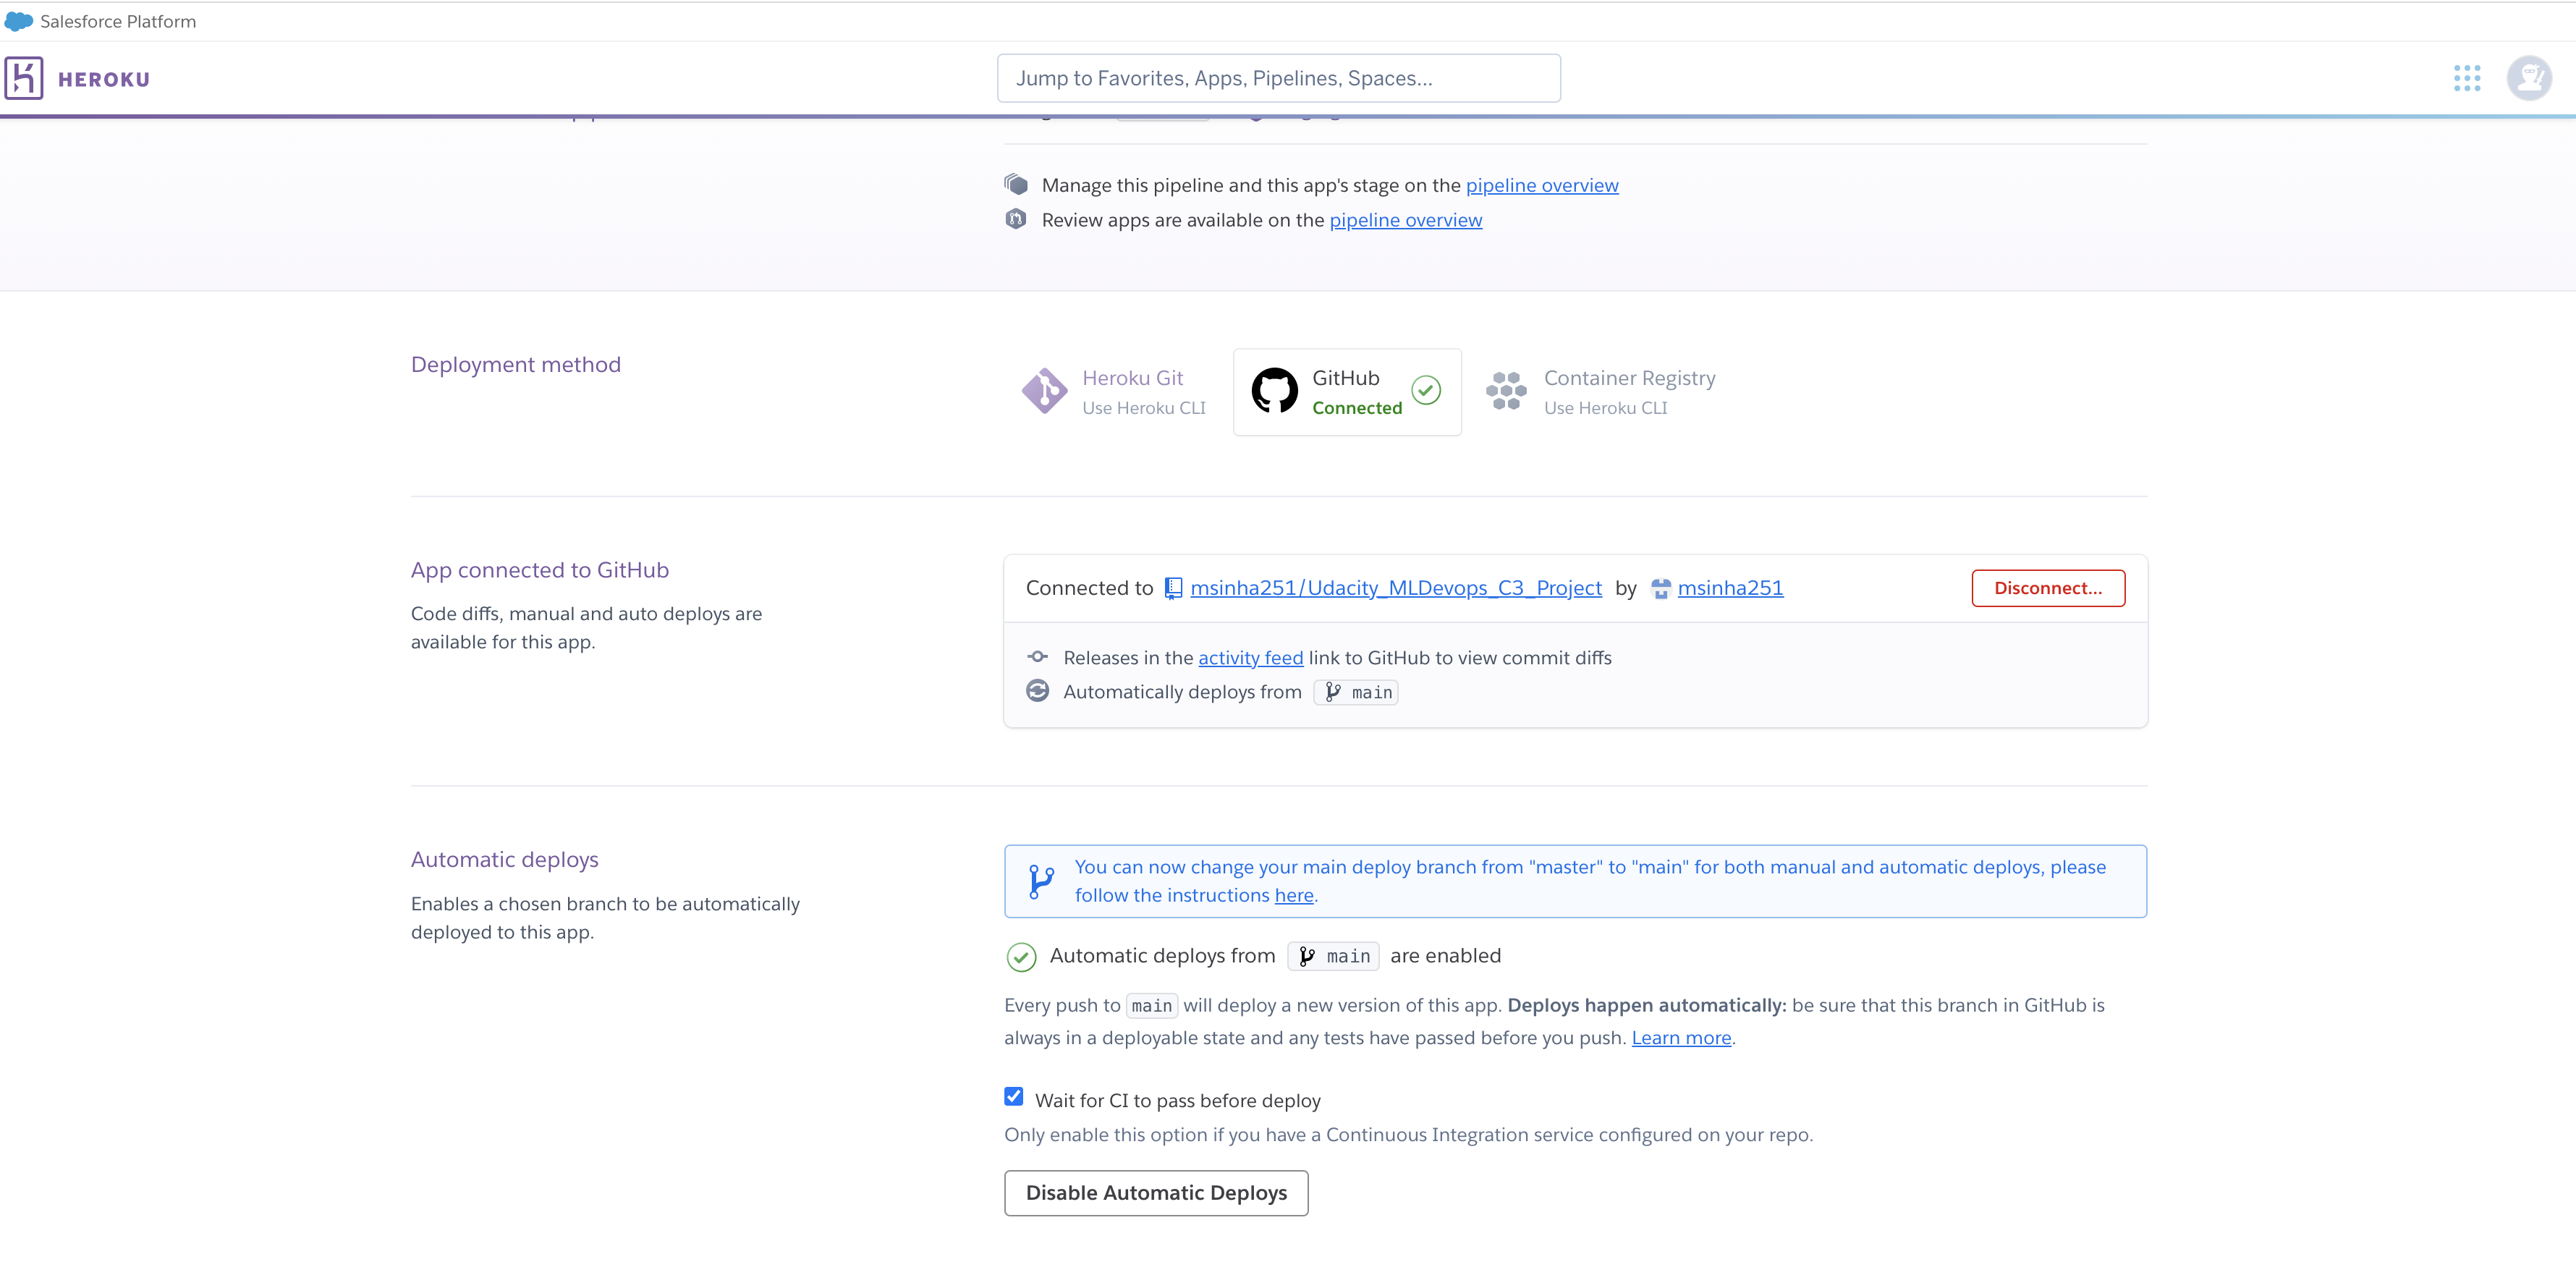 Salesforce Platform
HEROKU
Jump to Favorites, Apps, Pipelines, Spaces...
Manage this pipeline and this app's stage on the pipeline overview
Review apps are available on the pipeline overview
Deployment method
Heroku Git
Use Heroku CLI
GitHub
Connected
Container Registry
Use Heroku CLI
App connected to GitHub
Code diffs, manual and auto deploys are
available for this app.
Connected to msinha251/Udacity_MLDevops_C3_Project by msinha251
Disconnect...
Releases in the activity feed link to GitHub to view commit diffs
Automatically deploys from main
Automatic deploys
Enables a chosen branch to be automatically
deployed to this app.
You can now change your main deploy branch from "master" to "main" for both manual and automatic deploys, please
follow the instructions here.
Automatic deploys from main are enabled
Every push to main will deploy a new version of this app. Deploys happen automatically: be sure that this branch in GitHub is
always in a deployable state and any tests have passed before you push. Learn more.
Wait for CI to pass before deploy
Only enable this option if you have a Continuous Integration service configured on your repo.
Disable Automatic Deploys